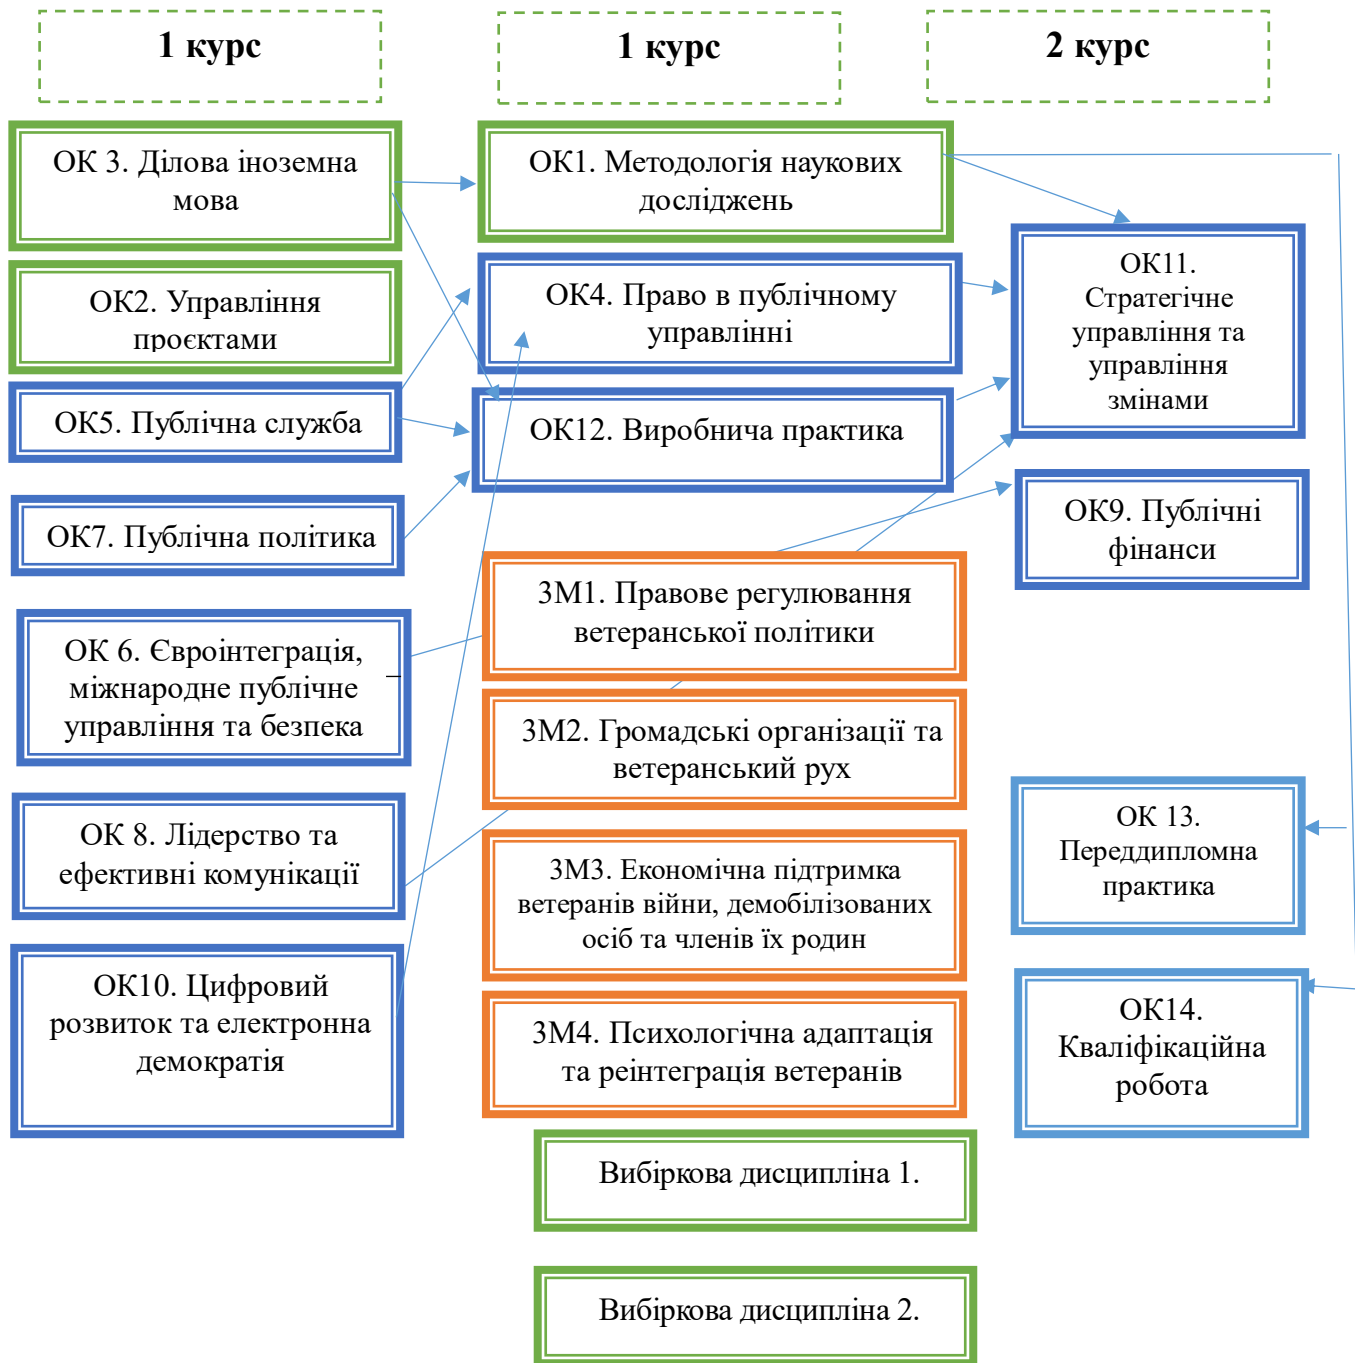 1 курс
1 курс
2 курс
ОК 3. Ділова іноземна
мова
ОК2. Управління
проєктами
ОК5. Публічна служба
ОК7. Публічна політика
ОК 6. Євроінтеграція,
міжнародне публічне
управління та безпека
ОК 8. Лідерство та
ефективні комунікації
ОК10. Цифровий
розвиток та електронна
демократія
ОК1. Методологія наукових
досліджень
ОК4. Право в публічному
управлінні
ОК12. Виробнича практика
ЗМ1. Правове регулювання
ветеранської політики
ЗМ2. Громадські організації та
ветеранський рух
ЗМ3. Економічна підтримка
ветеранів війни, демобілізованих
осіб та членів їх родин
ЗМ4. Психологічна адаптація
та реінтеграція ветеранів
Вибіркова дисципліна 1.
Вибіркова дисципліна 2.
ОК11.
Стратегічне
управління та
управління
змінами
ОК9. Публічні
фінанси
ОК 13.
Переддипломна
практика
ОК14.
Кваліфікаційна
робота